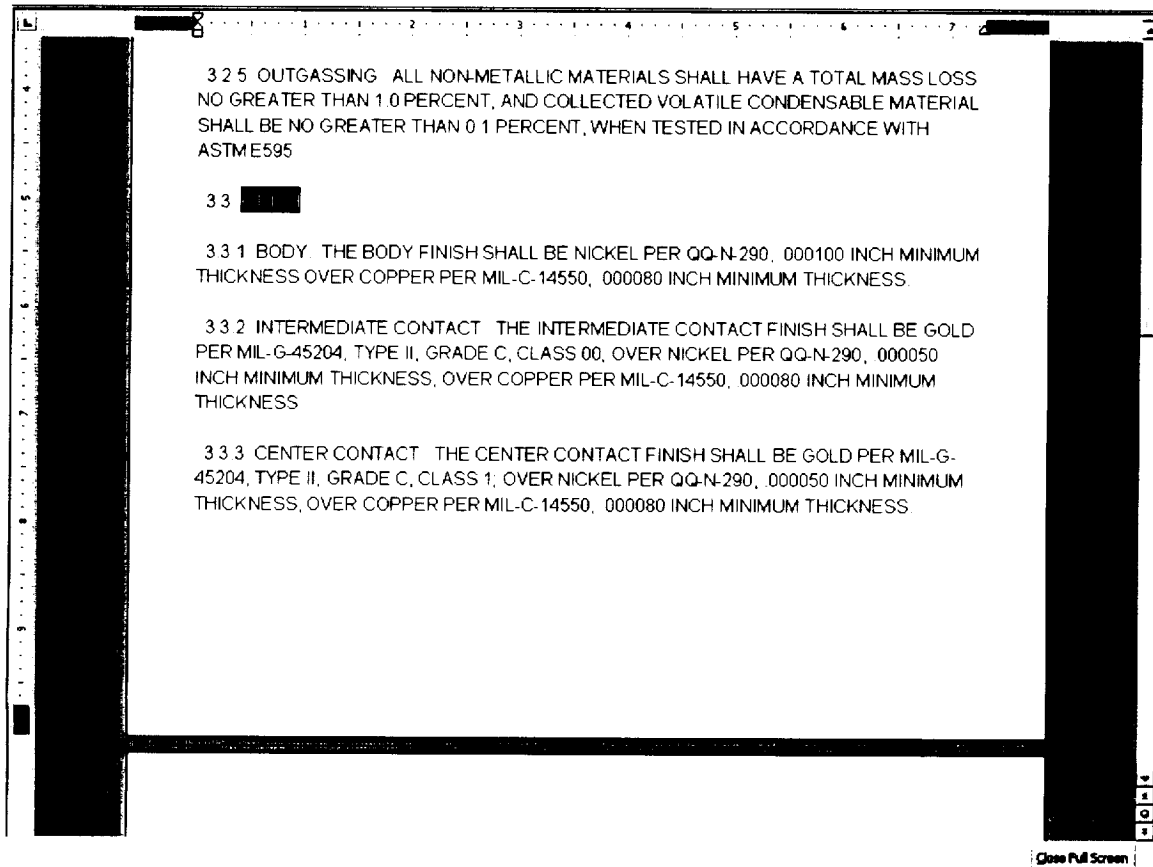 1 2 3 4 5 6 7
3 2 5 OUTGASSING ALL NON-METALLIC MATERIALS SHALL HAVE A TOTAL MASS LOSS
NO GREATER THAN 1.0 PERCENT, AND COLLECTED VOLATILE CONDENSABLE MATERIAL
SHALL BE NO GREATER THAN 0 1 PERCENT, WHEN TESTED IN ACCORDANCE WITH
ASTM E595
3 3
3 3 1 BODY. THE BODY FINISH SHALL BE NICKEL PER QQ-N-290, 000100 INCH MINIMUM
THICKNESS OVER COPPER PER MIL-C-14550, 000080 INCH MINIMUM THICKNESS.
3 3 2 INTERMEDIATE CONTACT THE INTERMEDIATE CONTACT FINISH SHALL BE GOLD
PER MIL-G-45204, TYPE II, GRADE C, CLASS 00, OVER NICKEL PER QQ-N-290, .000050
INCH MINIMUM THICKNESS, OVER COPPER PER MIL-C-14550, .000080 INCH MINIMUM
THICKNESS
3 3 3 CENTER CONTACT THE CENTER CONTACT FINISH SHALL BE GOLD PER MIL-G-
45204, TYPE II, GRADE C, CLASS 1; OVER NICKEL PER QQ-N-290, .000050 INCH MINIMUM
THICKNESS, OVER COPPER PER MIL-C-14550, 000080 INCH MINIMUM THICKNESS.
Close Full Screen